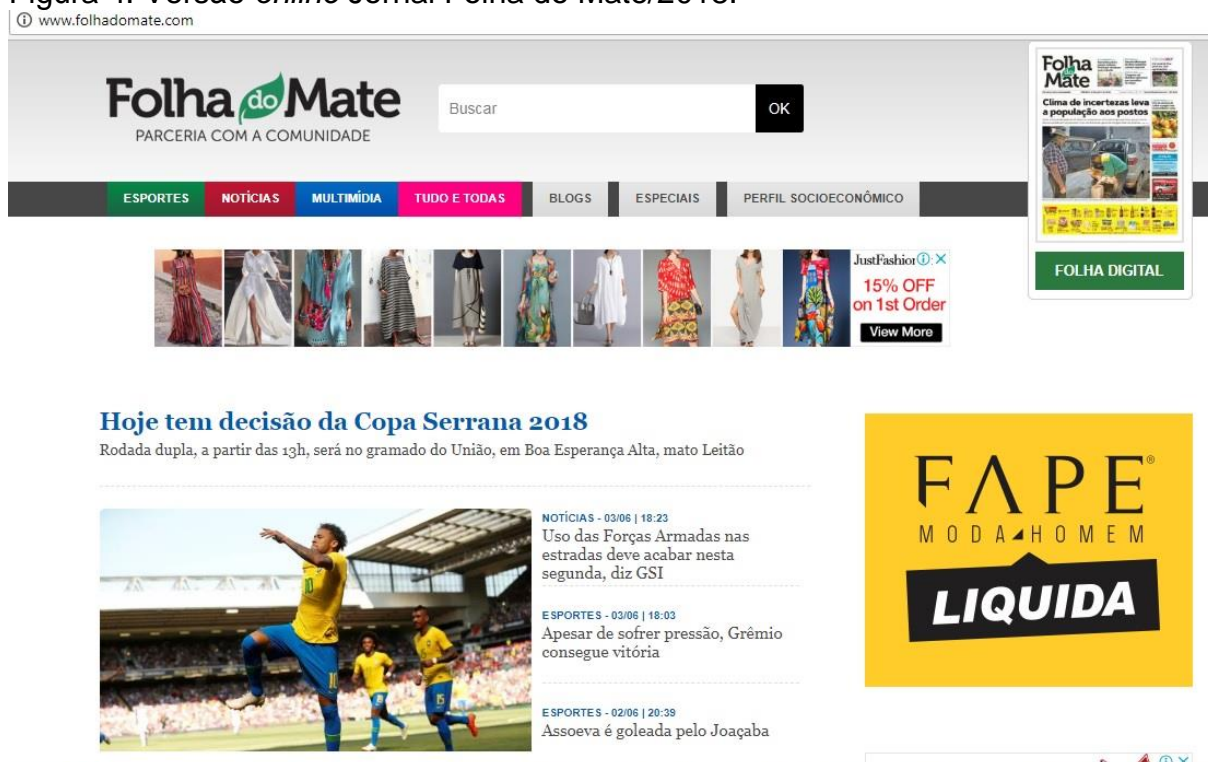 Figura 4. Versão online Jornal Folha do Mate/2018.
www.folhadomate.com
Folha do Mate
PARCERIA COM A COMUNIDADE
Buscar
OK
Folha do Mate
Clima de incertezas leva
a população aos postos
ESPORTES
NOTÍCIAS
MULTIMÍDIA
TUDO E TODAS
BLOGS
ESPECIAIS
PERFIL SOCIOECONÔMICO
FOLHA DIGITAL
JustFashion
15% OFF
on 1st Order
View More
Hoje tem decisão da Copa Serrana 2018
Rodada dupla, a partir das 13h, será no gramado do União, em Boa Esperança Alta, mato Leitão
NOTÍCIAS - 03/06 | 18:23
Uso das Forças Armadas nas
estradas deve acabar nesta
segunda, diz GSI
ESPORTES - 03/06 | 18:03
Apesar de sofrer pressão, Grêmio
consegue vitória
ESPORTES - 02/06 | 20:39
Assoeva é goleada pelo Joaçaba
10
10
15
FAPE®
MODA HOMEM
LIQUIDA